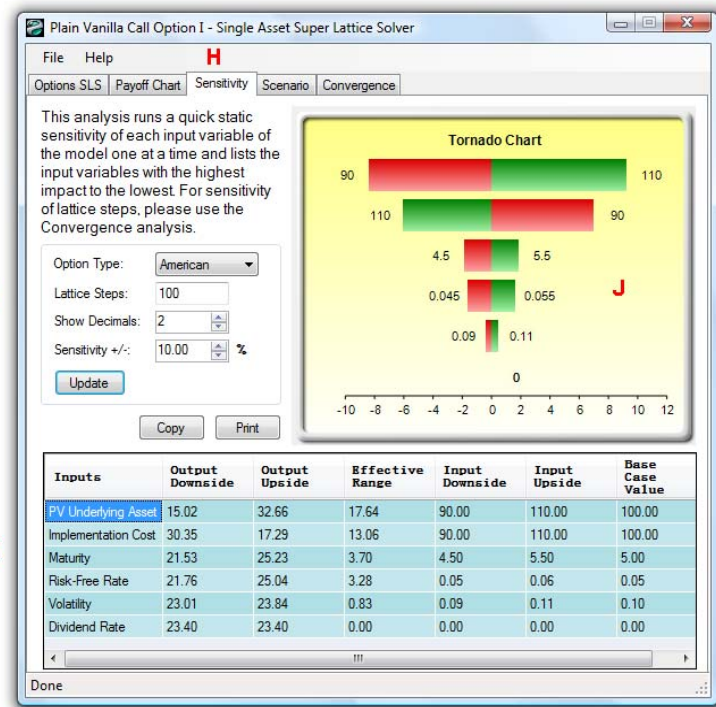 Plain Vanilla Call Option I - Single Asset Super Lattice Solver
File Help H
Options SLS Payoff Chart Sensitivity Scenario Convergence
This analysis runs a quick static
sensitivity of each input variable of
the model one at a time and lists the
input variables with the highest
impact to the lowest. For sensitivity
of lattice steps, please use the
Convergence analysis.
Option Type: American
Lattice Steps: 100
Show Decimals: 2
Sensitivity +/-: 10.00 %
Update
Copy Print
Tornado Chart
90 110
110 90
4.5 5.5
0.045 0.055 J
0.09 0.11
0
-10 -8 -6 -4 -2 0 2 4 6 8 10 12
Inputs Output Downside Output Upside Effective Range Input Downside Input Upside Base Case Value
PV Underlying Asset 15.02 32.66 17.64 90.00 110.00 100.00
Implementation Cost 30.35 17.29 13.06 90.00 110.00 100.00
Maturity 21.53 25.23 3.70 4.50 5.50 5.00
Risk-Free Rate 21.76 25.04 3.28 0.05 0.06 0.05
Volatility 23.01 23.84 0.83 0.09 0.11 0.10
Dividend Rate 23.40 23.40 0.00 0.00 0.00 0.00
Done